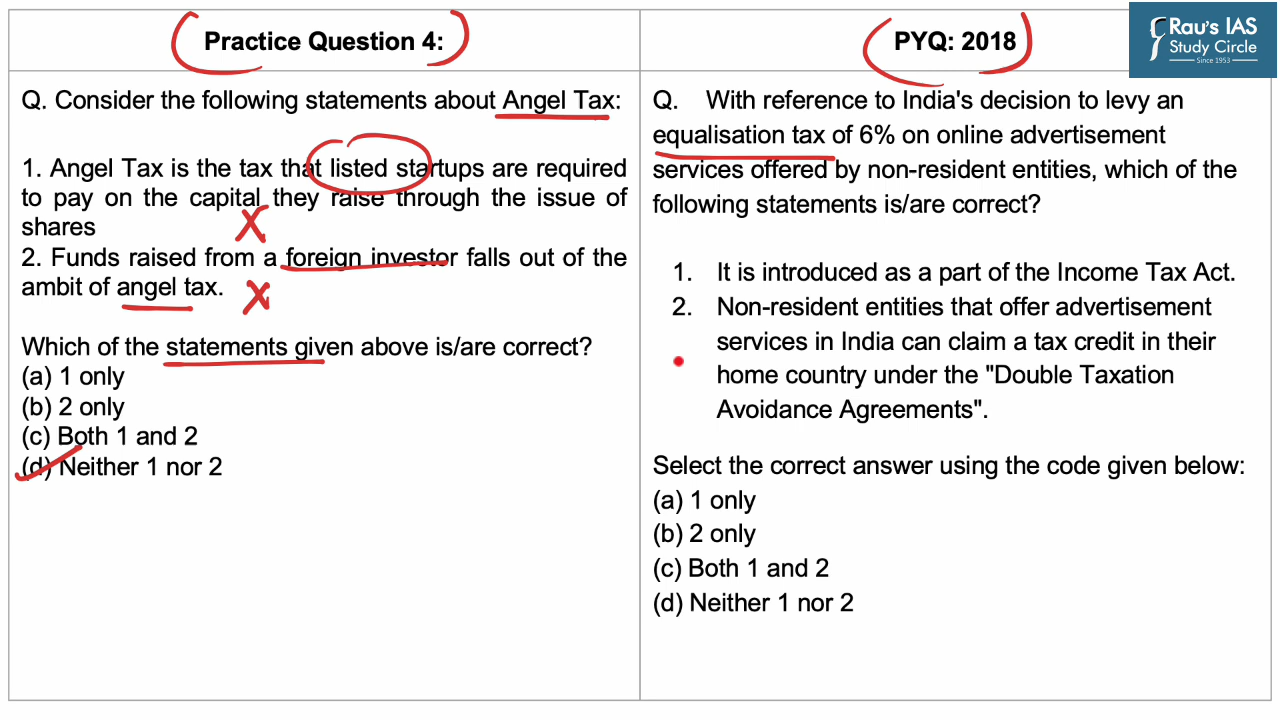 Practice Question 4:
Q. Consider the following statements about Angel Tax:
1. Angel Tax is the tax that listed startups are required
to pay on the capital they raise through the issue of
shares
2. Funds raised from a foreign investor falls out of the
ambit of angel tax.
Which of the statements given above is/are correct?
(a) 1 only
(b) 2 only
(c) Both 1 and 2
(d) Neither 1 nor 2
PYQ: 2018
Rau's IAS
Study Circle
Since 1953
Q. With reference to India's decision to levy an
equalisation tax of 6% on online advertisement
services offered by non-resident entities, which of the
following statements is/are correct?
1. It is introduced as a part of the Income Tax Act.
2. Non-resident entities that offer advertisement
services in India can claim a tax credit in their
home country under the "Double Taxation
Avoidance Agreements".
Select the correct answer using the code given below:
(a) 1 only
(b) 2 only
(c) Both 1 and 2
(d) Neither 1 nor 2